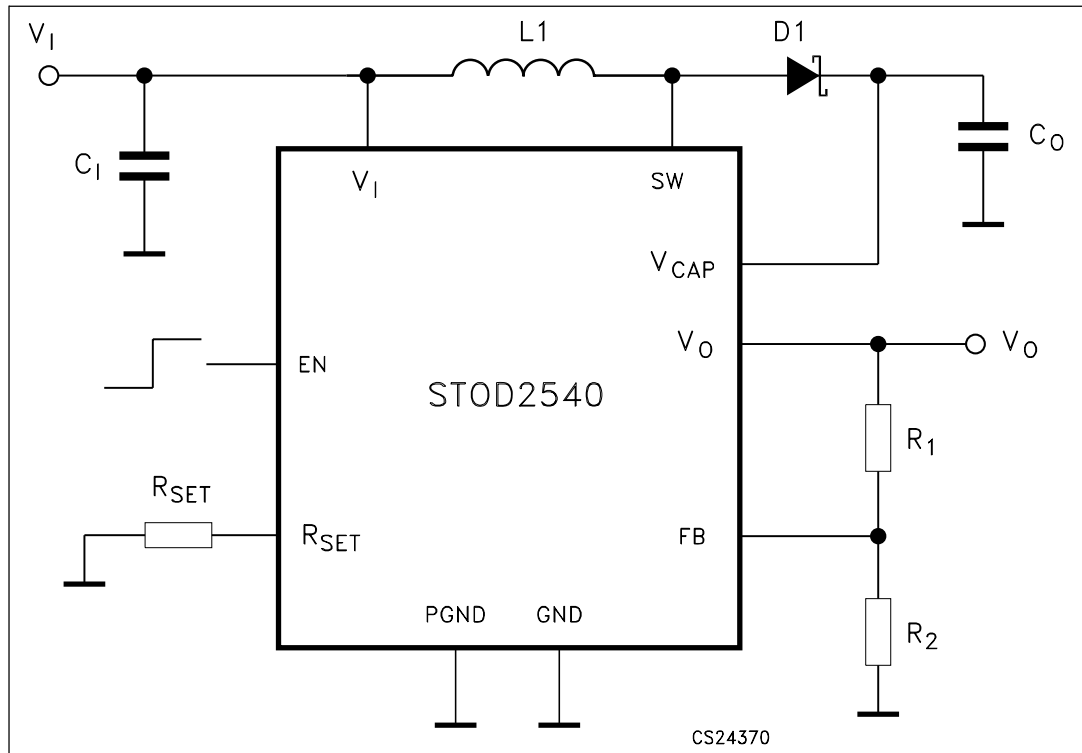 V_I
L1
D1
C_I
C_O
V_I
SW
V_CAP
V_O
V_O
EN
STOD2540
R_1
R_SET
R_SET
FB
PGND
GND
R_2
CS24370